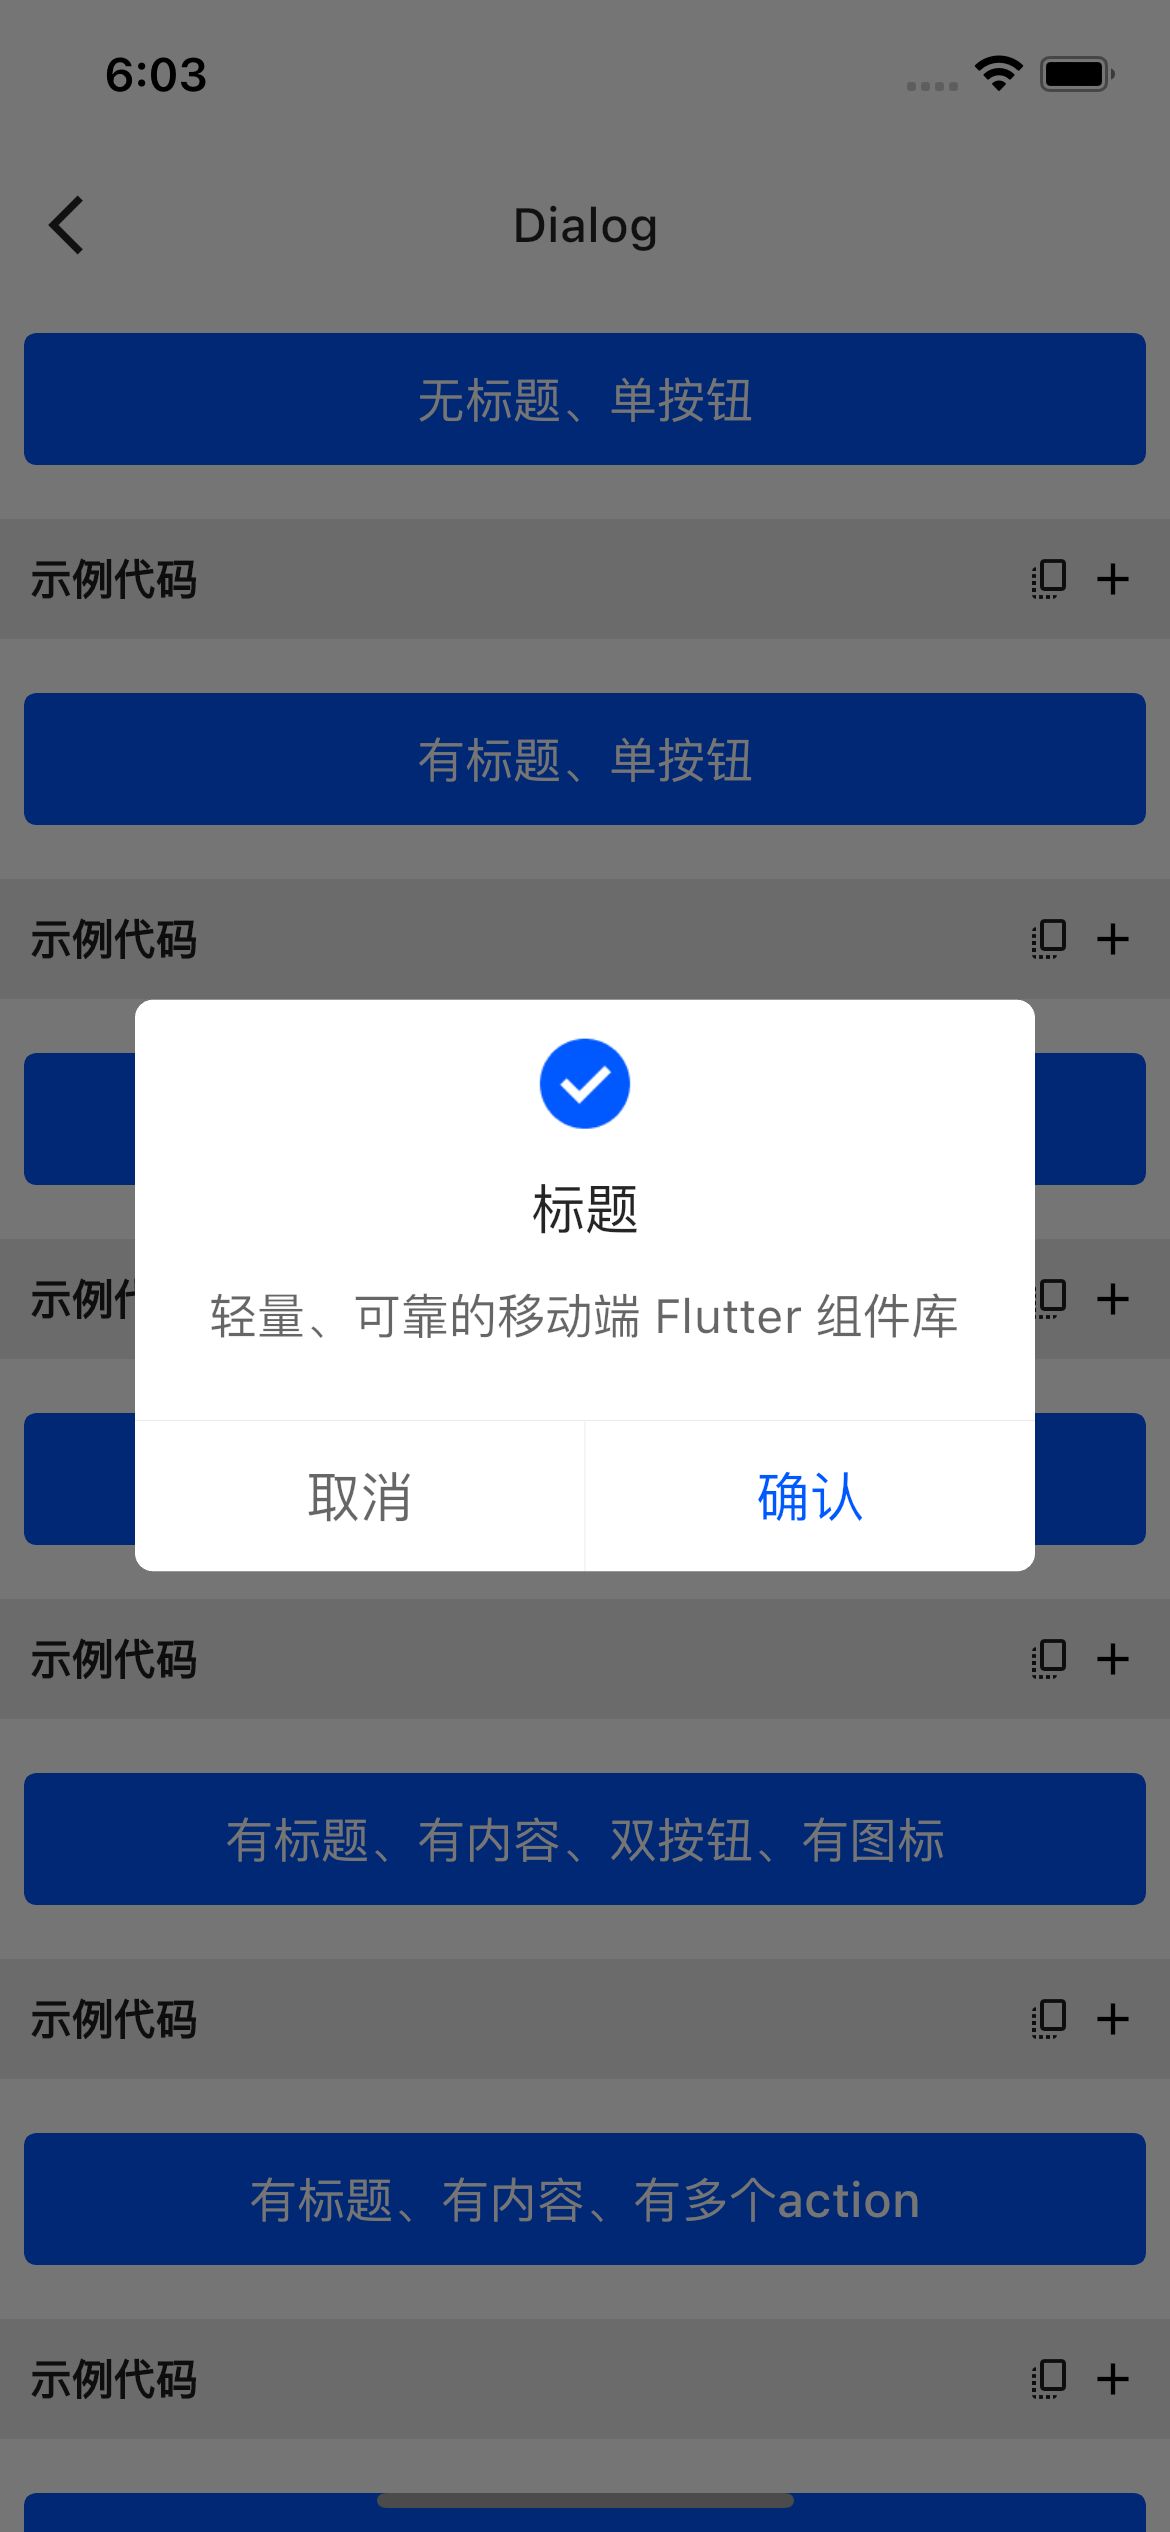 6:03
Dialog
无标题、单按钮
示例代码
有标题、单按钮
示例代码
标题
示例
轻量、可靠的移动端 Flutter 组件库
取消
确认
示例代码
有标题、有内容、双按钮、有图标
示例代码
有标题、有内容、有多个action
示例代码